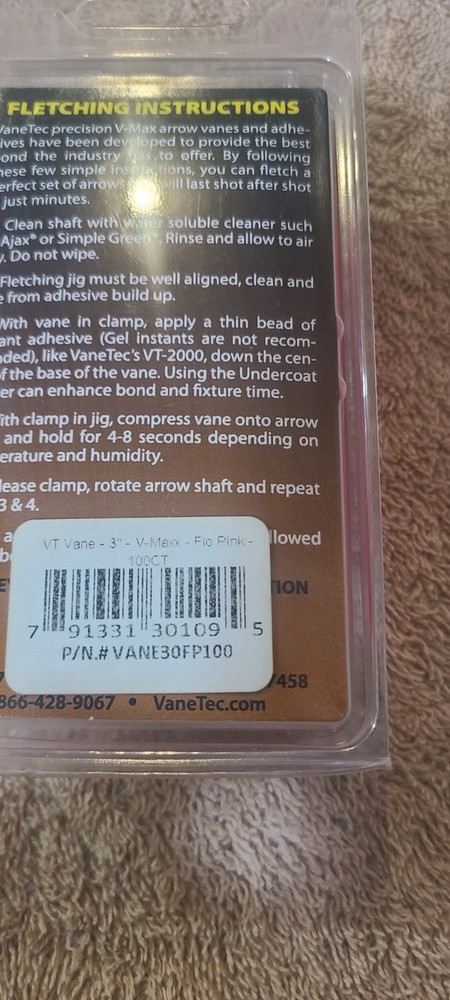 FLETCHING INSTRUCTIONS
VaneTec precision V-Max arrow vanes and adhe-
ives have been developed to provide the best
ond the industry has to offer. By following
hese few simple instructions, you can fletch a
erfect set of arrows will last shot after shot
just minutes.
Clean shaft with water soluble cleaner such
Ajax® or Simple Green®. Rinse and allow to air
y. Do not wipe.
Fletching jig must be well aligned, clean and
e from adhesive build up.
With vane in clamp, apply a thin bead of
ant adhesive (Gel instants are not recom-
nded), like VaneTec's VT-2000, down the cen-
of the base of the vane. Using the Undercoat
er can enhance bond and fixture time.
ith clamp in jig, compress vane onto arrow
and hold for 4-8 seconds depending on
erature and humidity.
lease clamp, rotate arrow shaft and repeat
3 & 4.
llowed
VT Vane - 3" - V-Maxx - Flo Pink -
100CT
TION
7 91331 30109 5
P/N.# VANE30FP100
7458
866-428-9067 • VaneTec.com